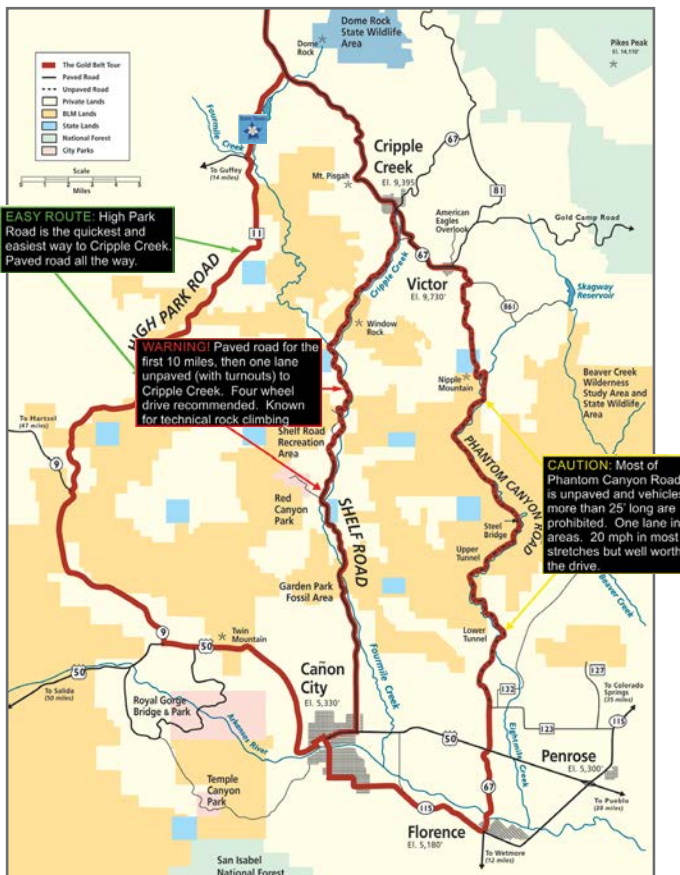 Dome Rock
State Wildlife
Area
Dome
Rock
Pikes Peak
El. 14,110'
The Gold Belt Tour
Paved Road
Unpaved Road
Private Lands
BLM Lands
State Lands
National Forest
City Parks
Scale
Miles
Fourmile
Creek
To Guffey
(14 miles)
Mt. Pisgah
Cripple
Creek
El. 9,395'
67
81
American
Eagles
Overlook
Gold Camp Road
EASY ROUTE: High Park
Road is the quickest and
easiest way to Cripple Creek.
Paved road all the way.
11
HIGH PARK ROAD
Cripple Creek
67
Victor
El. 9,730'
861
Skagway
Reservoir
Window
Rock
WARNING! Paved road for the
first 10 miles, then one lane
unpaved (with turnouts) to
Cripple Creek. Four wheel
drive recommended. Known
for technical rock climbing
Nipple
Mountain
Beaver Creek
Wilderness
Study Area and
State Wildlife
Area
To Hartsel
(47 miles)
9
Shelf Road
Recreation
Area
Red
Canyon
Park
SHELF ROAD
PHANTOM CANYON ROAD
CAUTION: Most of
Phantom Canyon Road
is unpaved and vehicles
more than 25' long are
prohibited. One lane in
areas. 20 mph in most
stretches but well worth
the drive.
Steel
Bridge
Upper
Tunnel
Beaver Creek
Garden Park
Fossil Area
Lower
Tunnel
9
50
Twin
Mountain
50
To Salida
(50 miles)
Royal Gorge
Bridge & Park
Cañon
City
El. 5,330'
Fourmile Creek
Arkansas
River
Eightmile Creek
132
127
123
To Colorado
Springs
(35 miles)
115
50
Penrose
El. 5,300'
67
Temple
Canyon
Park
115
To Pueblo
Florence
El. 5,180'
To Wetmore
(12 miles)
San Isabel
National Forest